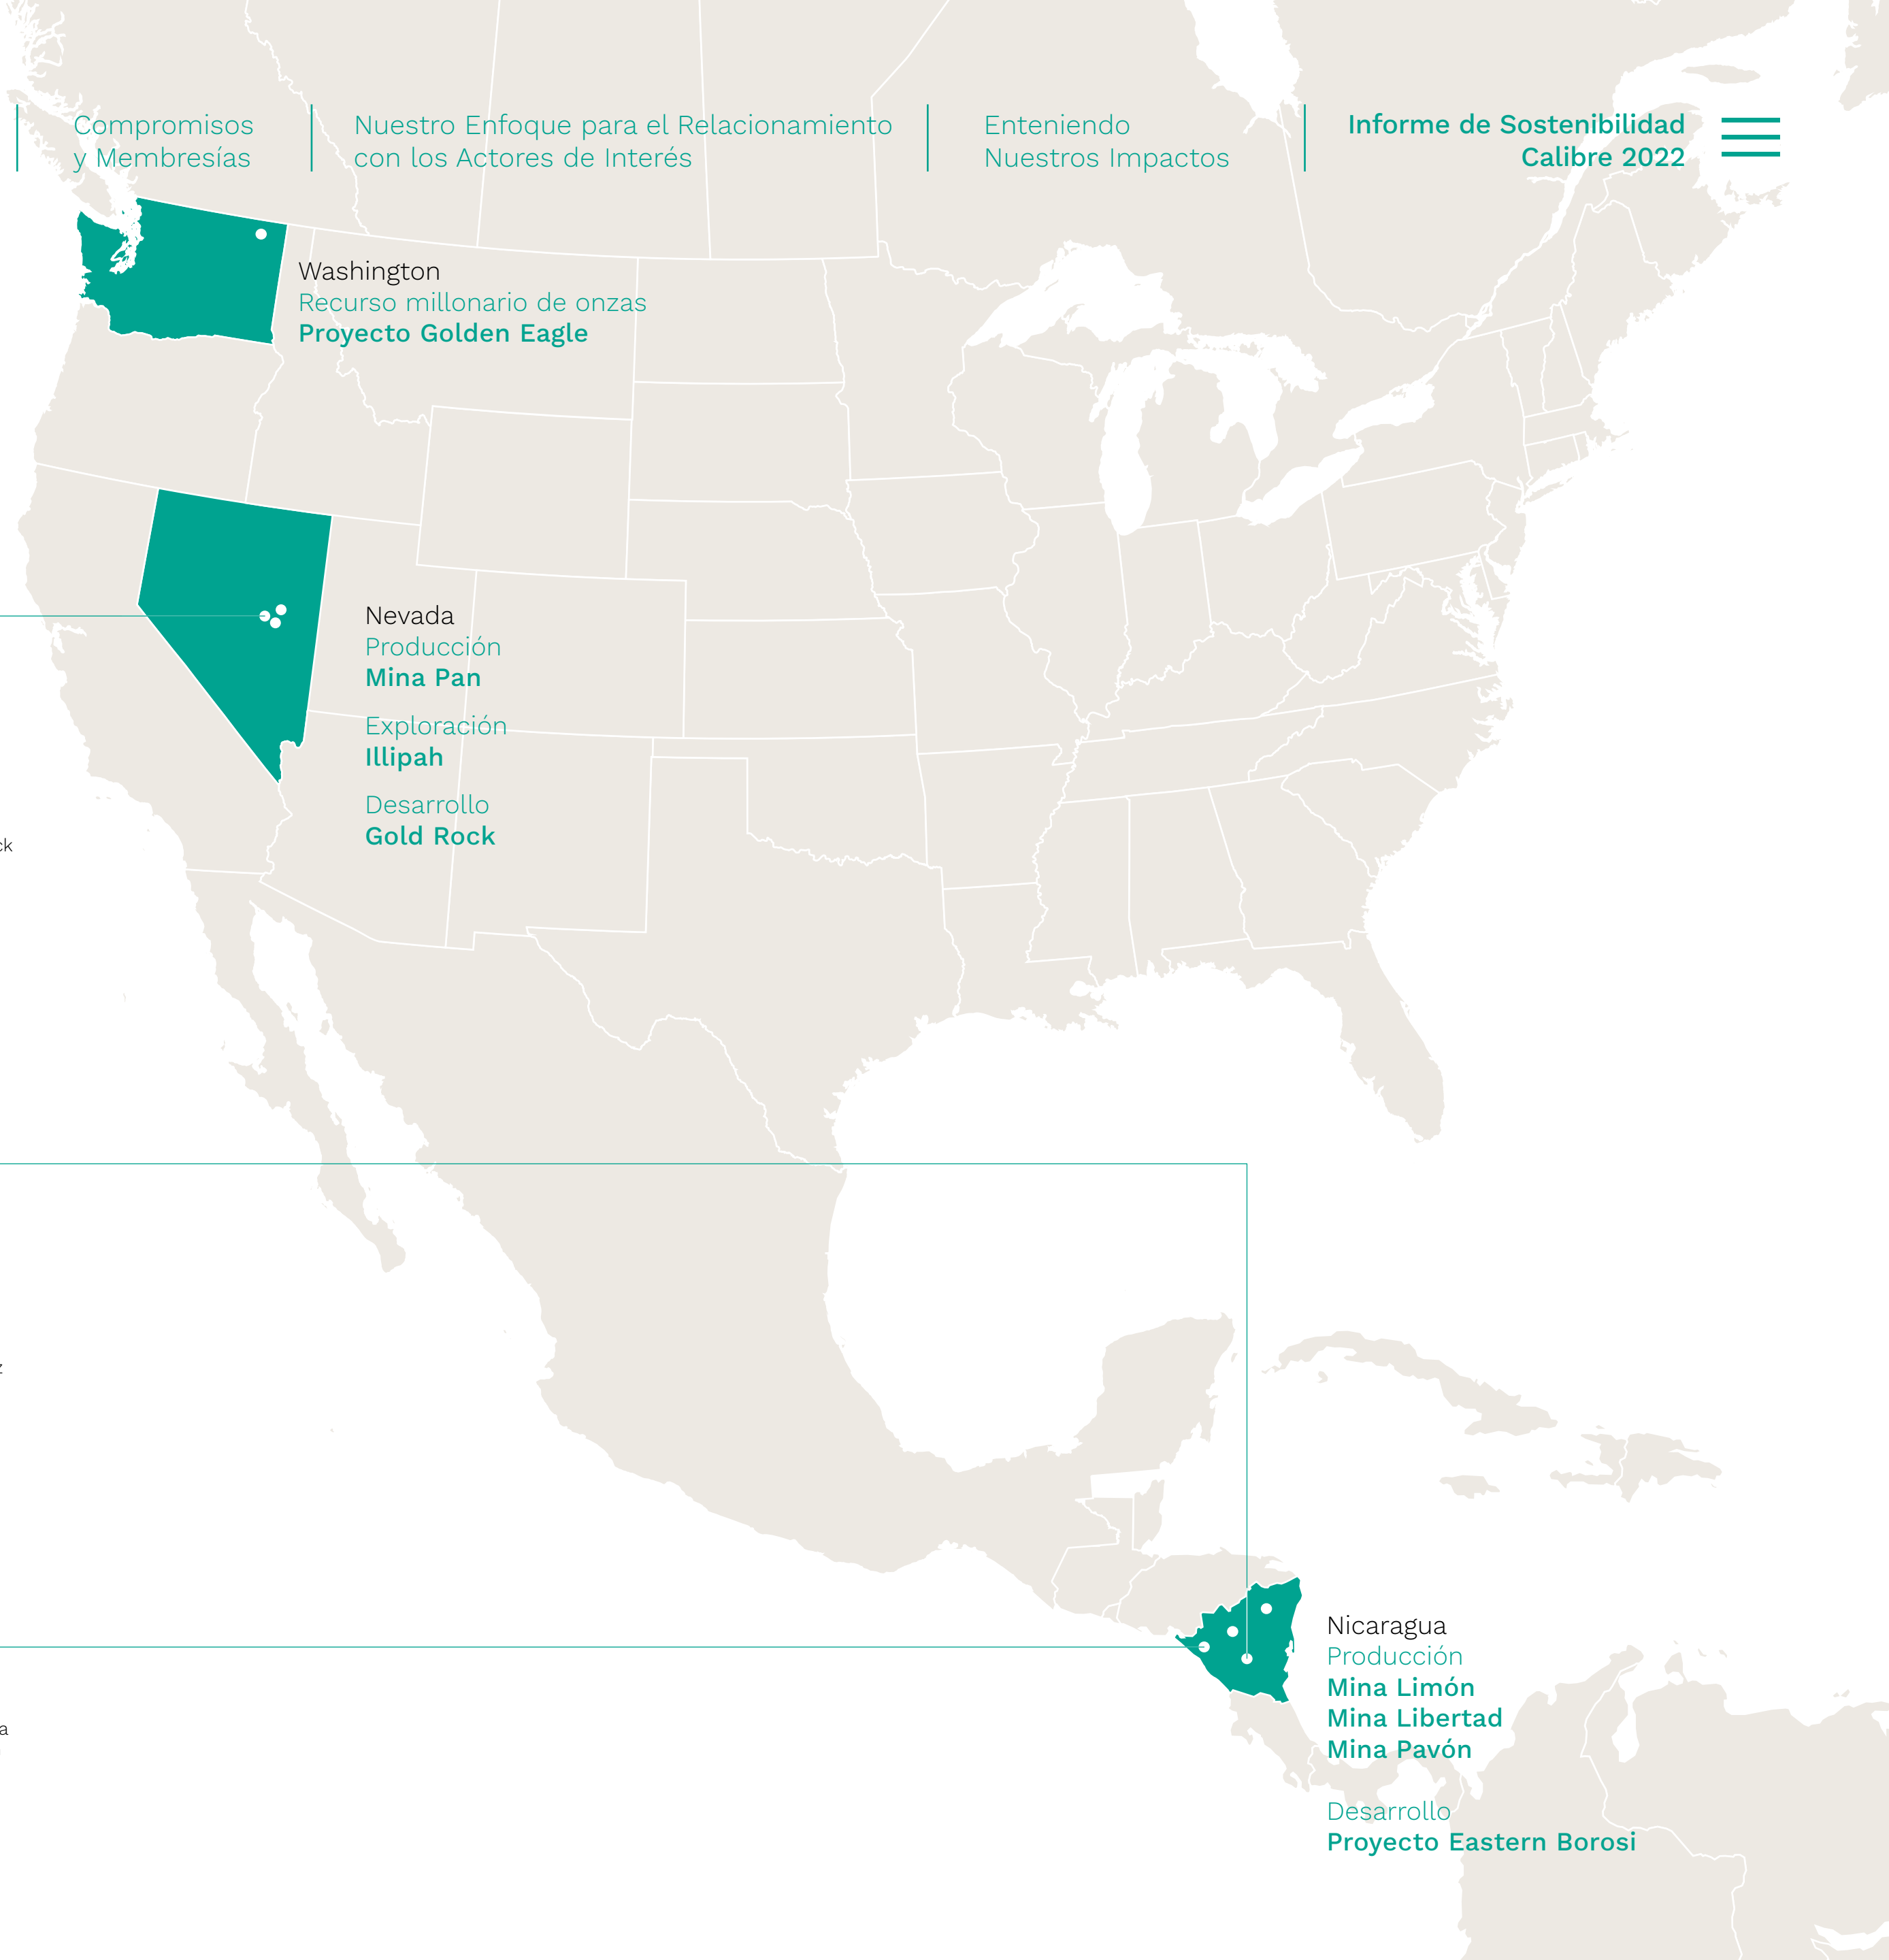 Compromisos
y Membresías
Nuestro Enfoque para el Relacionamiento
con los Actores de Interés
Enteniendo
Nuestros Impactos
Informe de Sostenibilidad
Calibre 2022
Washington
Recurso millonario de onzas
Proyecto Golden Eagle
Nevada
Producción
Mina Pan
Exploración
Illipah
Desarrollo
Gold Rock
ck
z
a
Nicaragua
Producción
Mina Limón
Mina Libertad
Mina Pavón
Desarrollo
Proyecto Eastern Borosi